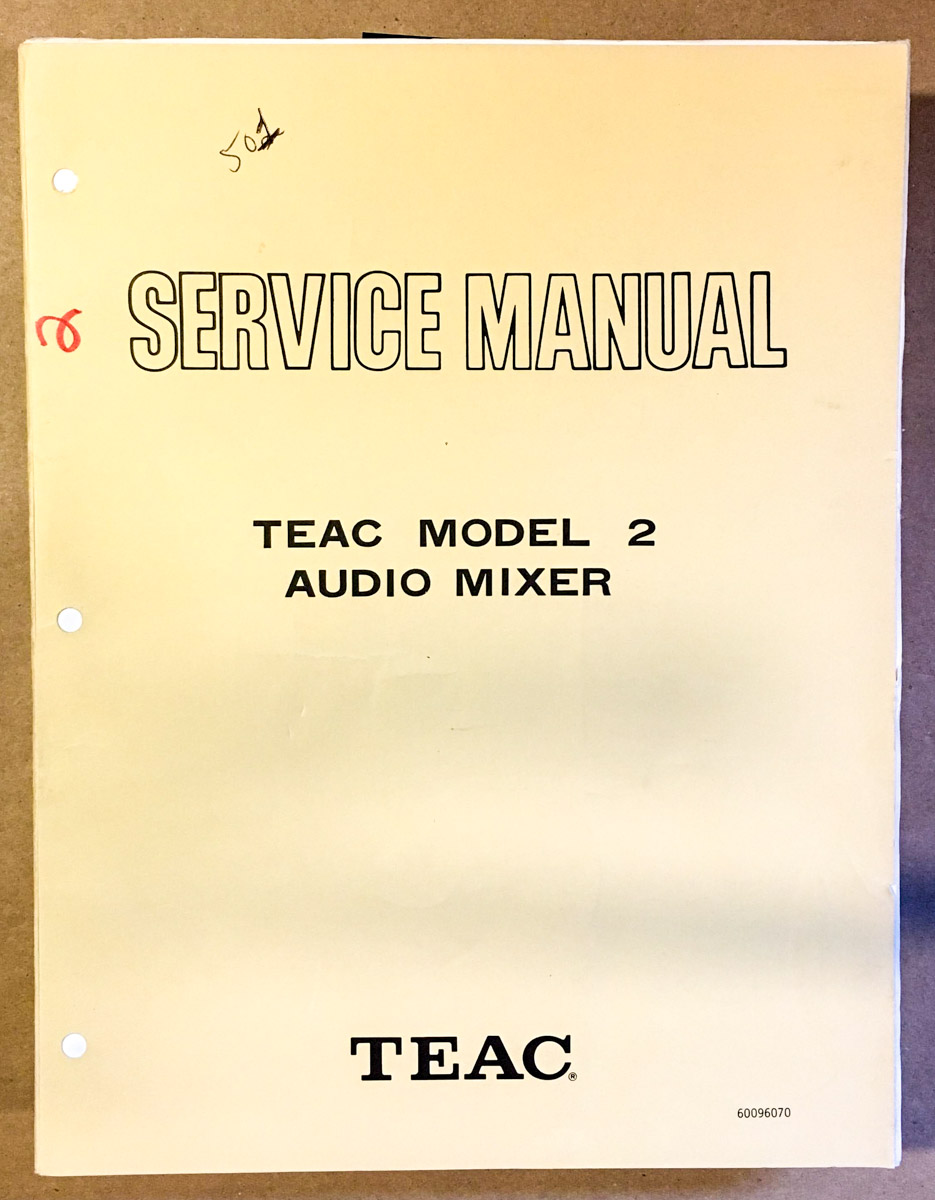 SERVICE MANUAL
TEAC MODEL 2
AUDIO MIXER
TEAC®
60096070